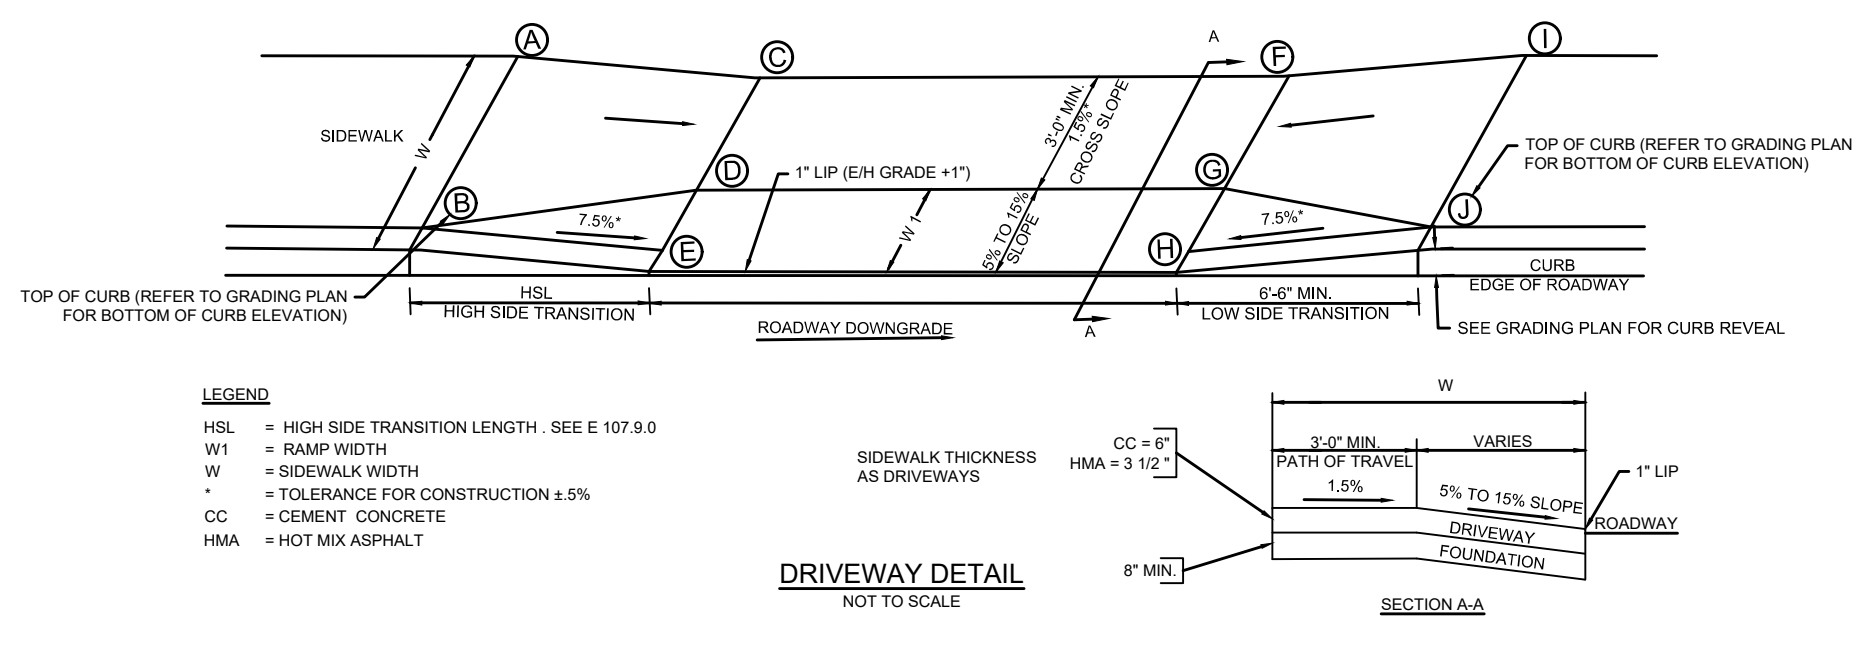 A
C
A
F
I
SIDEWALK
W
3'-0" MIN.
1.5%*
CROSS SLOPE
TOP OF CURB (REFER TO GRADING PLAN
FOR BOTTOM OF CURB ELEVATION)
D
1" LIP (E/H GRADE +1")
G
B
J
7.5%*
W 1
5% TO 15%
SLOPE
7.5%*
E
H
CURB
EDGE OF ROADWAY
TOP OF CURB (REFER TO GRADING PLAN
FOR BOTTOM OF CURB ELEVATION)
HSL
HIGH SIDE TRANSITION
ROADWAY DOWNGRADE
A
6'-6" MIN.
LOW SIDE TRANSITION
SEE GRADING PLAN FOR CURB REVEAL
LEGEND
HSL = HIGH SIDE TRANSITION LENGTH . SEE E 107.9.0
W1 = RAMP WIDTH
W = SIDEWALK WIDTH
* = TOLERANCE FOR CONSTRUCTION ±.5%
CC = CEMENT CONCRETE
HMA = HOT MIX ASPHALT
DRIVEWAY DETAIL
NOT TO SCALE
W
SIDEWALK THICKNESS
AS DRIVEWAYS
CC = 6"
HMA = 3 1/2 "
3'-0" MIN.
PATH OF TRAVEL
VARIES
1.5%
5% TO 15% SLOPE
1" LIP
ROADWAY
DRIVEWAY
FOUNDATION
8" MIN.
SECTION A-A